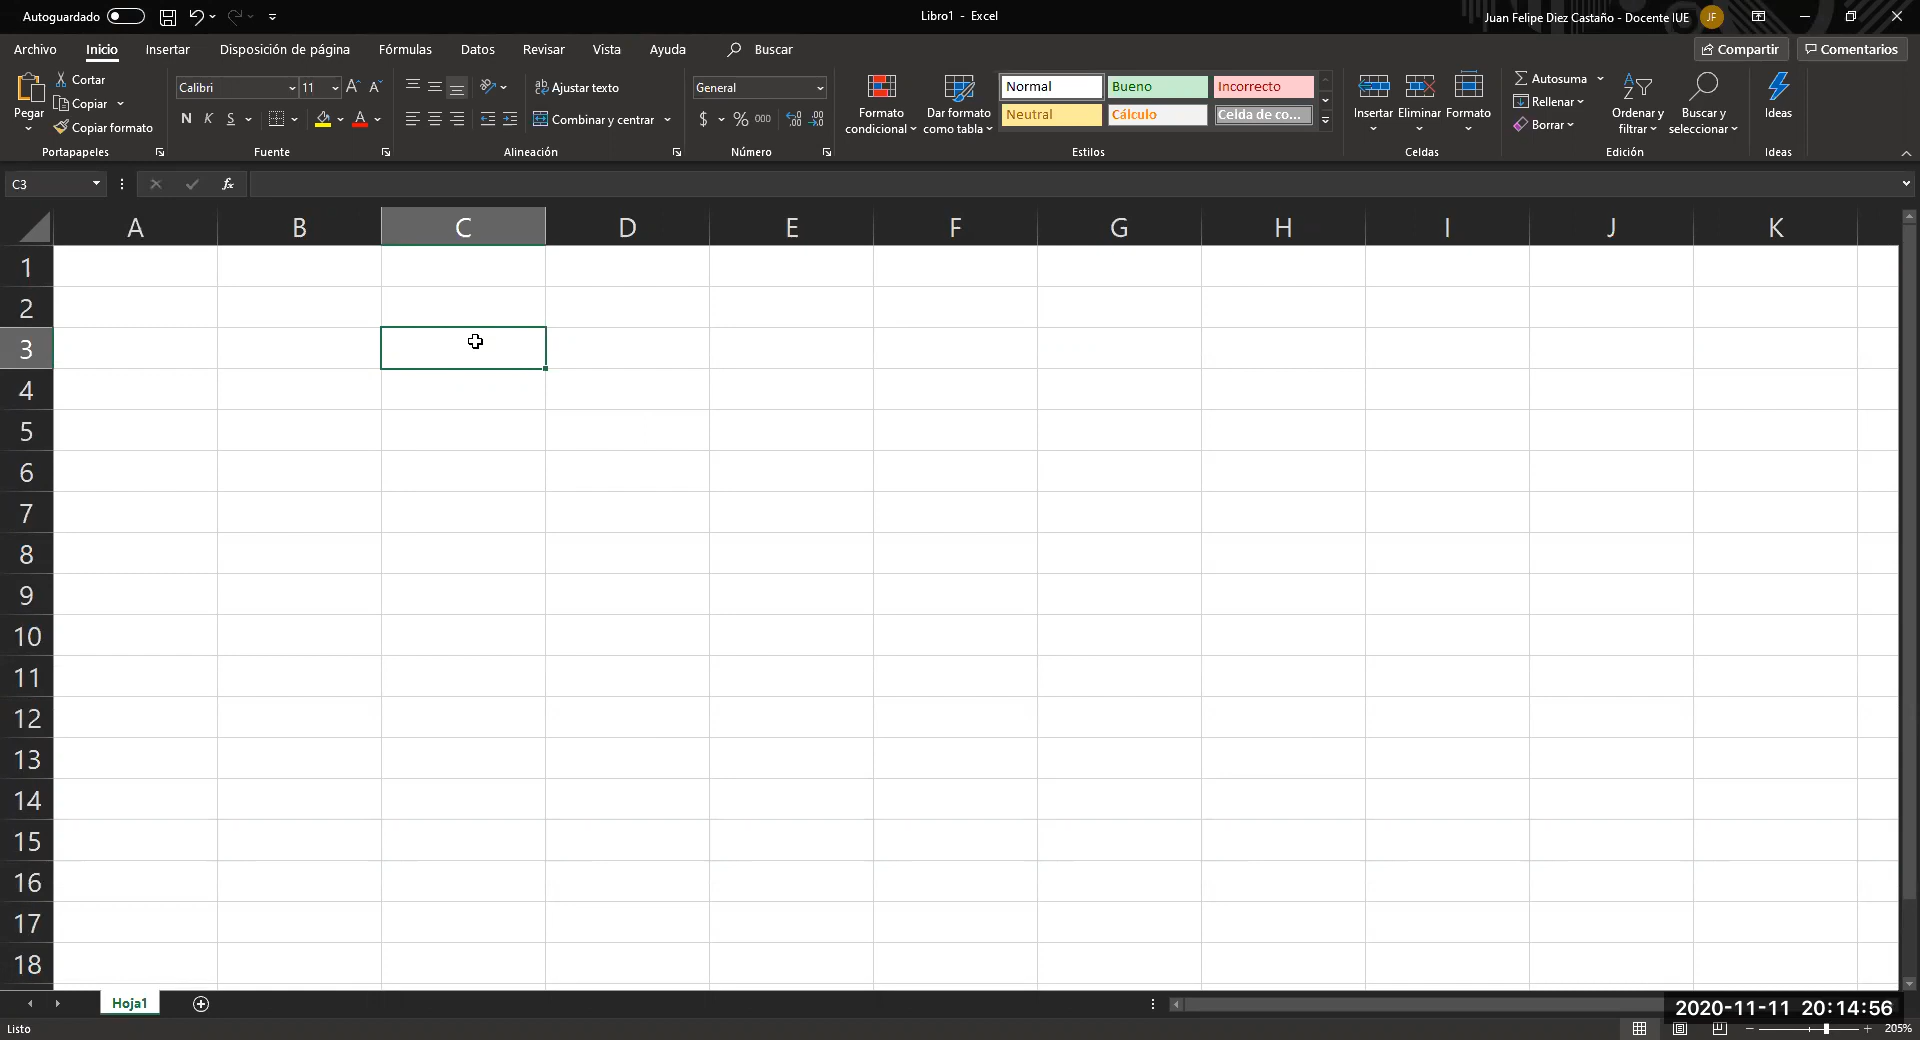 Autoguardado
Libro1 - Excel
Juan Felipe Diez Castaño - Docente IUE
JF
Archivo Inicio Insertar Disposición de página Fórmulas Datos Revisar Vista Ayuda Buscar
Compartir Comentarios
Pegar
Cortar
Copiar
Copiar formato
Portapapeles
Calibri 11
N K S
Fuente
Ajustar texto
Combinar y centrar
Alineación
General
$ % 000
Número
Formato condicional
Dar formato como tabla
Normal Bueno Incorrecto
Neutral Cálculo Celda de co...
Estilos
Insertar Eliminar Formato
Celdas
Autosuma
Rellenar
Borrar
Ordenar y filtrar
Buscar y seleccionar
Edición
Ideas
Ideas
C3
fx
A B C D E F G H I J K
1
2
3
4
5
6
7
8
9
10
11
12
13
14
15
16
17
18
Hoja1
2020-11-11 20:14:56
Listo
205%